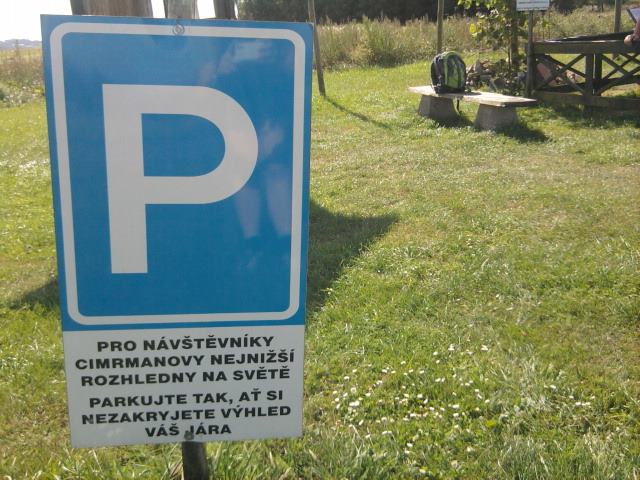 P
PRO NÁVŠTĚVNÍKY
CIMRMANOVY NEJNIŽŠÍ
ROZHLEDNY NA SVĚTĚ
PARKUJTE TAK, AŤ SI
NEZAKRYJETE VÝHLED
VÁŠ JÁRA